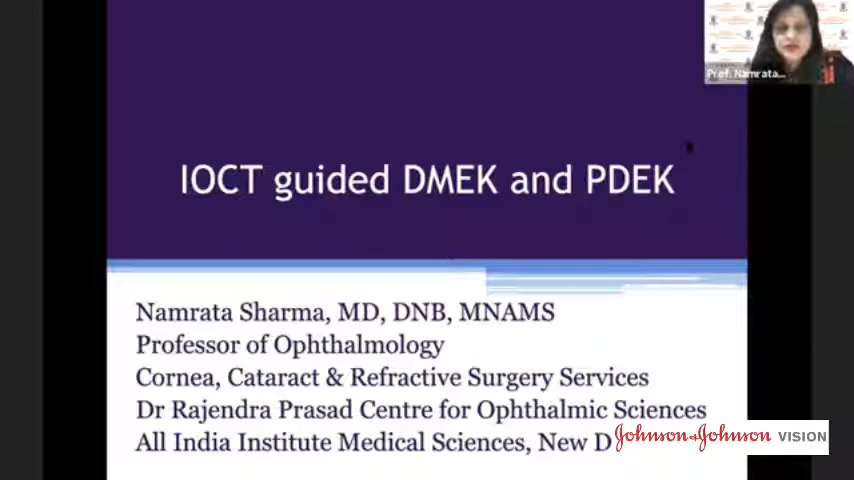 Prof. Namrata...
IOCT guided DMEK and PDEK
Namrata Sharma, MD, DNB, MNAMS
Professor of Ophthalmology
Cornea, Cataract & Refractive Surgery Services
Dr Rajendra Prasad Centre for Ophthalmic Sciences
All India Institute Medical Sciences, New D
Johnson+Johnson VISION